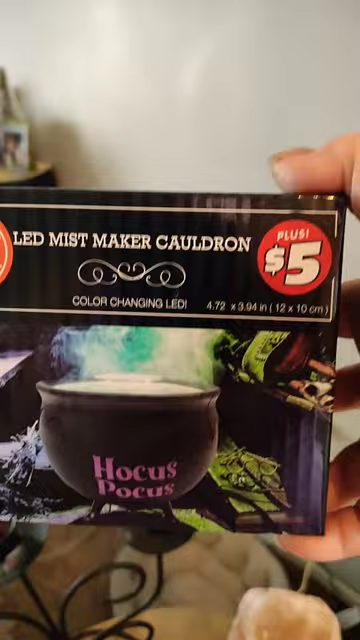 LED MIST MAKER CAULDRON
PLUS!
$5
COLOR CHANGING LED!
4.72 x 3.94 in ( 12 x 10 cm )
Hocus
Pocus